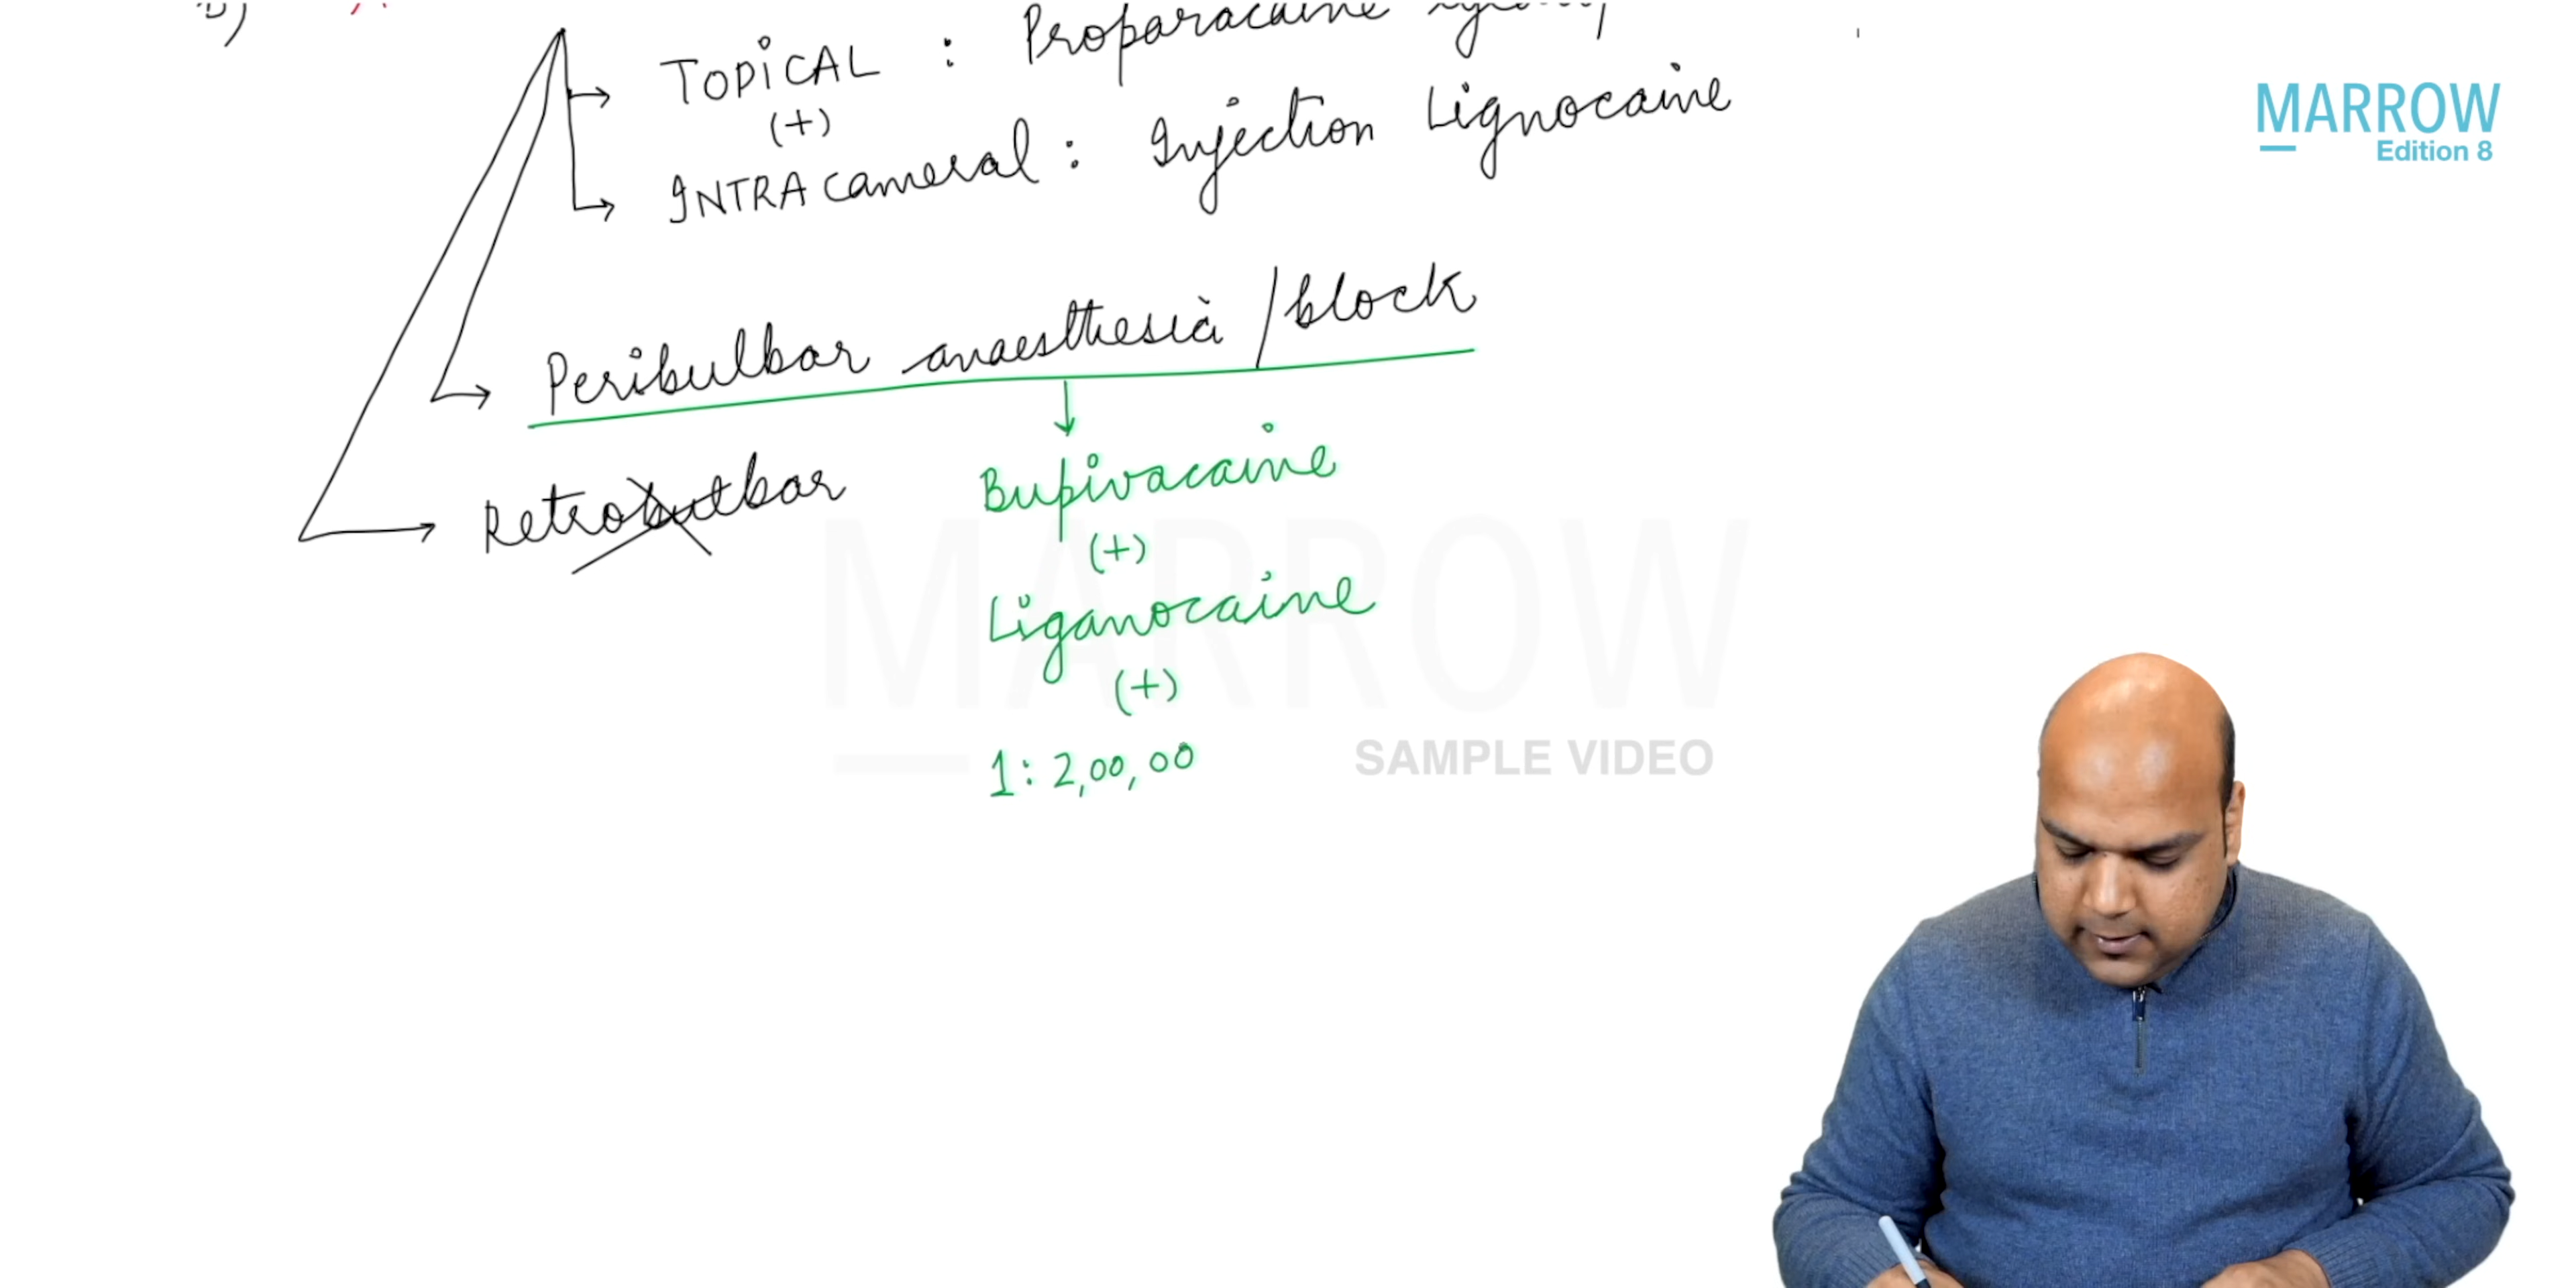 TOPICAL : Proparacaine
(+)
INTRA cameral : Injection Lignocaine
Peribulbar anaesthesia / block
Retrobulbar
Bupivacaine
(+)
Liganocaine
(+)
1: 2,00,00
MARROW
Edition 8
MARROW
SAMPLE VIDEO